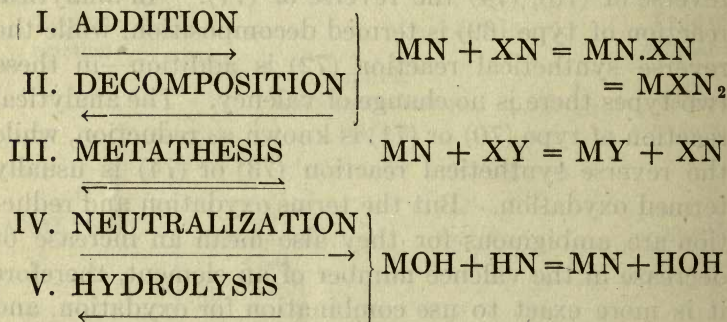 I. ADDITION
MN + XN = MN.XN
II. DECOMPOSITION
= MXN₂
III. METATHESIS
MN + XY = MY + XN
IV. NEUTRALIZATION
MOH+HN=MN+HOH
V. HYDROLYSIS